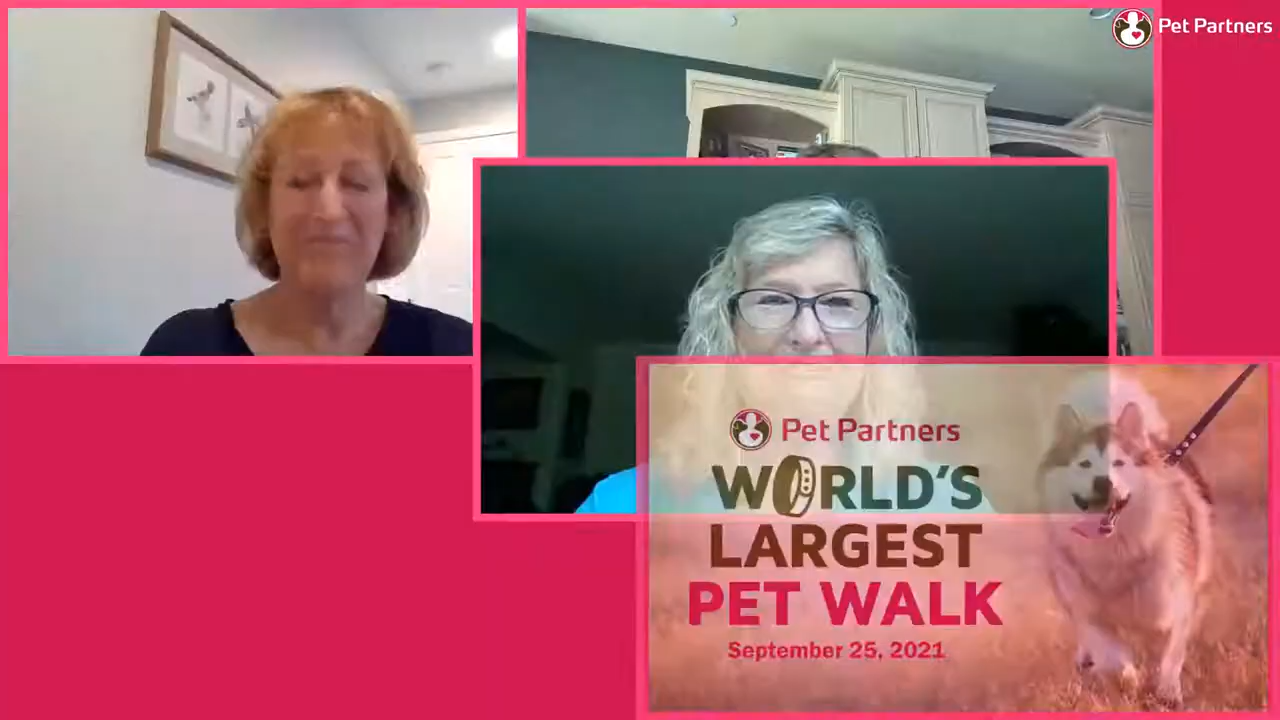 Pet Partners
Pet Partners
WORLD'S
LARGEST
PET WALK
September 25, 2021